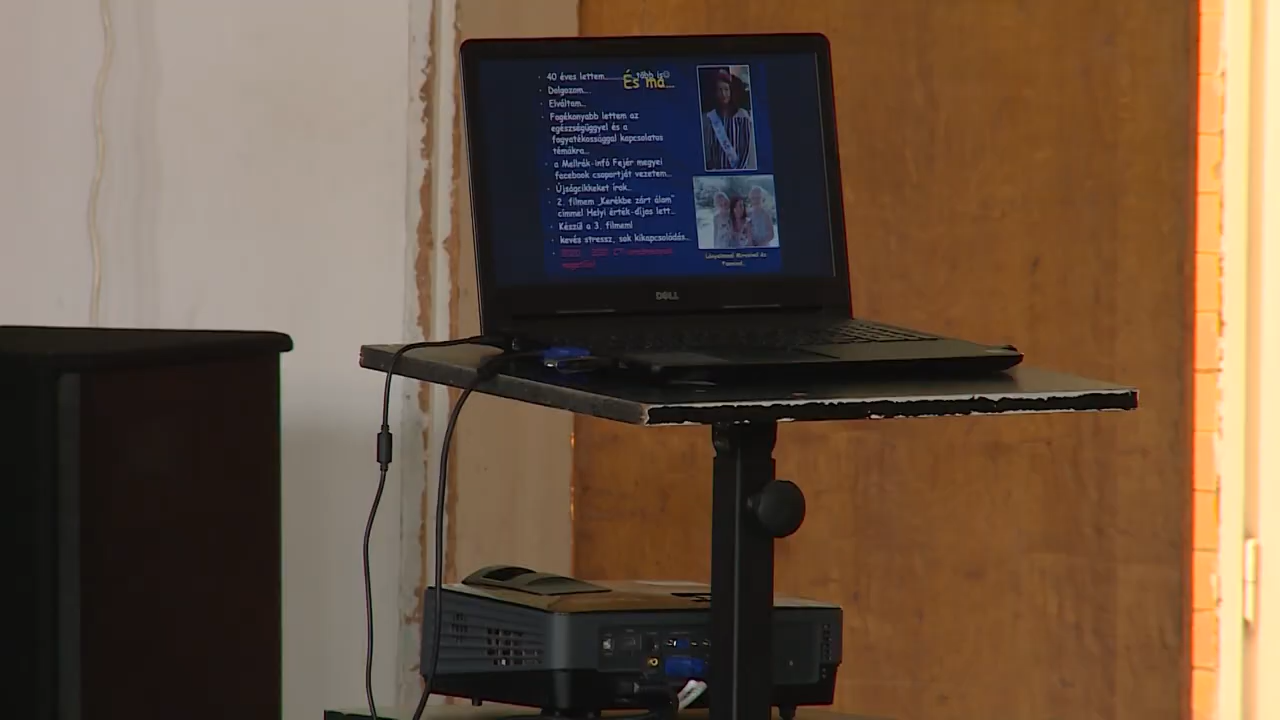 És ma...
40 éves lettem......... és több is☺
Dolgozom...
Elváltam...
Fogékonyabb lettem az
egészségüggyel és a
fogyatékossággal kapcsolatos
témákra...
a Mellrák-infó Fejér megyei
facebook csoportját vezetem...
Újságcikkeket írok...
2. filmem „Kerékbe zárt álom”
címmel Helyi érték-díjas lett...
Készül a 3. filmem!
kevés stressz, sok kikapcsolódás...
DELL